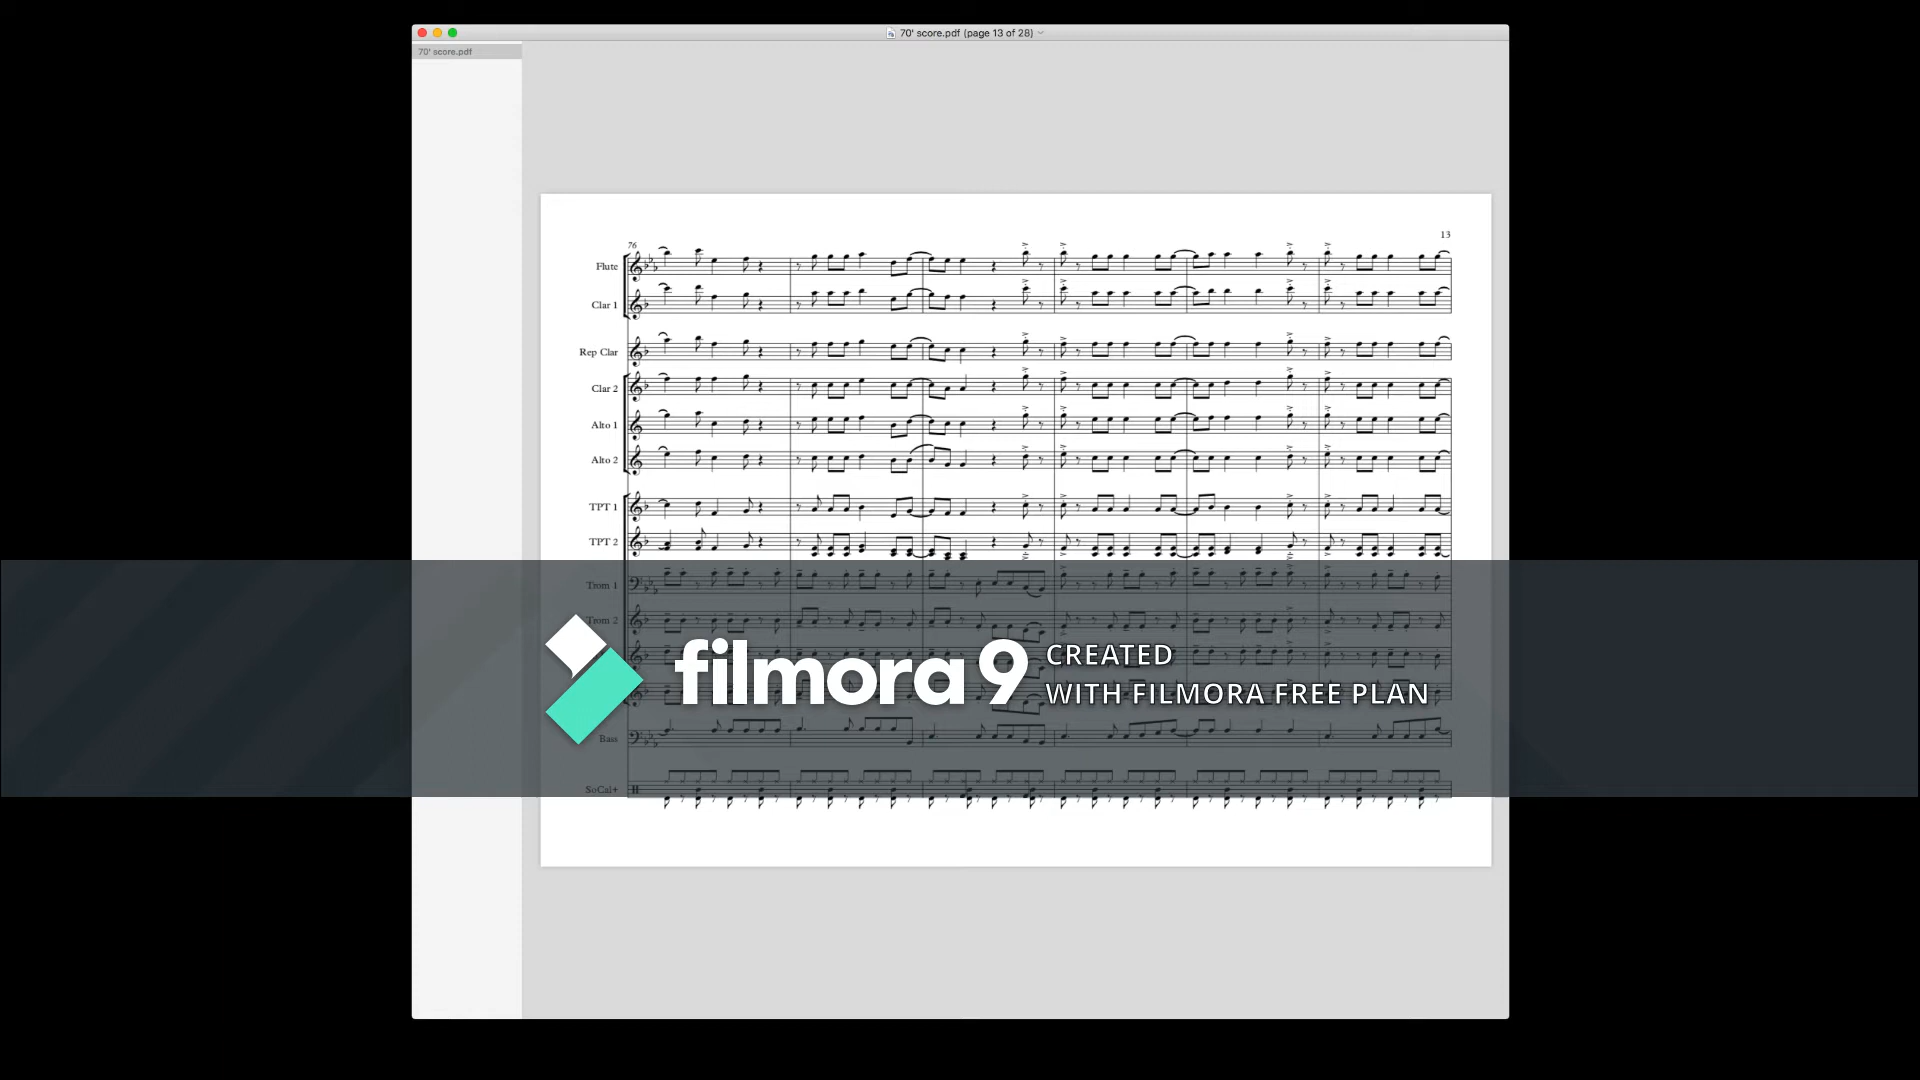 70' score.pdf (page 13 of 28)
70' score.pdf
13
76
Flute
Clar 1
Rep Clar
Clar 2
Alto 1
Alto 2
TPT 1
TPT 2
Trom 1
Trom 2
filmora 9 CREATED
WITH FILMORA FREE PLAN
Bass
SoCal+